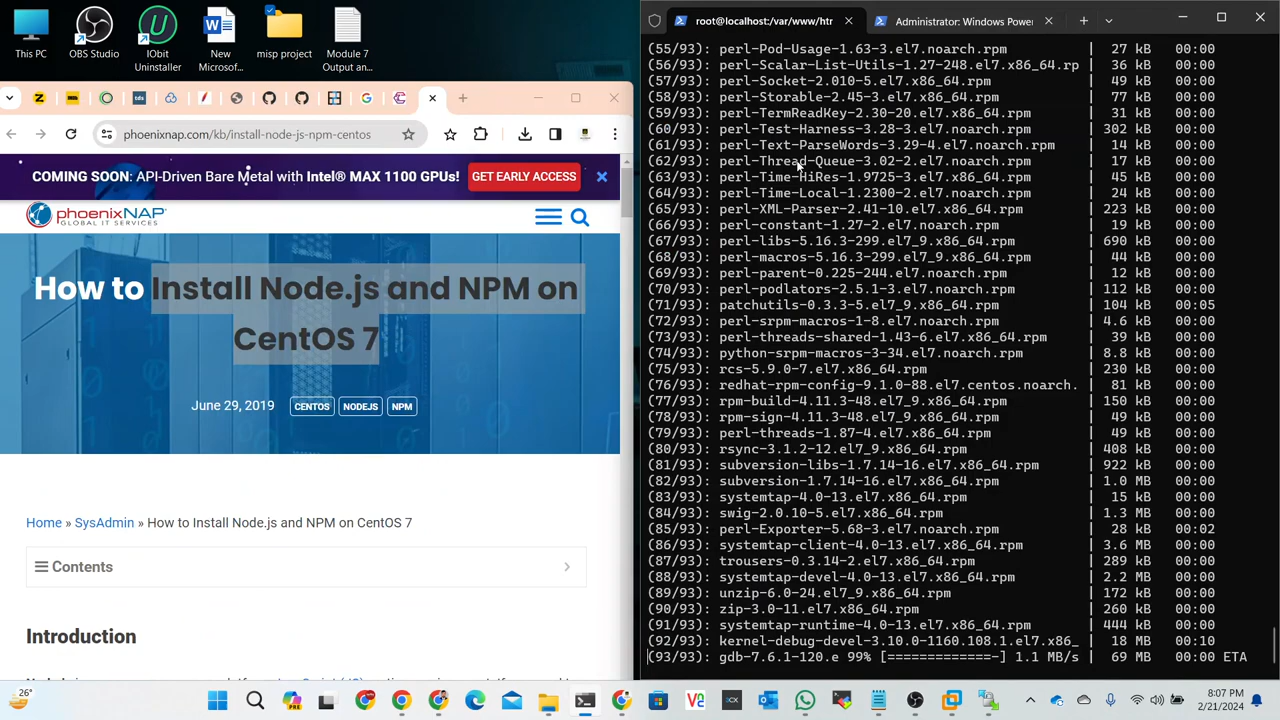 This PC
OBS Studio
IObit
Uninstaller
New
Microsof...
misp project
Module 7
Output an...
phoenixnap.com/kb/install-node-js-npm-centos
COMING SOON: API-Driven Bare Metal with Intel® MAX 1100 GPUs!
GET EARLY ACCESS
phoenixNAP
GLOBAL IT SERVICES
How to Install Node.js and NPM on
CentOS 7
June 29, 2019
CENTOS
NODEJS
NPM
Home » SysAdmin » How to Install Node.js and NPM on CentOS 7
Contents
Introduction
root@localhost:/var/www/htr
Administrator: Windows Power
(55/93): perl-Pod-Usage-1.63-3.el7.noarch.rpm | 27 kB 00:00
(56/93): perl-Scalar-List-Utils-1.27-248.el7.x86_64.rp | 36 kB 00:00
(57/93): perl-Socket-2.010-5.el7.x86_64.rpm | 49 kB 00:00
(58/93): perl-Storable-2.45-3.el7.x86_64.rpm | 77 kB 00:00
(59/93): perl-TermReadKey-2.30-20.el7.x86_64.rpm | 31 kB 00:00
(60/93): perl-Test-Harness-3.28-3.el7.noarch.rpm | 302 kB 00:00
(61/93): perl-Text-ParseWords-3.29-4.el7.noarch.rpm | 14 kB 00:00
(62/93): perl-Thread-Queue-3.02-2.el7.noarch.rpm | 17 kB 00:00
(63/93): perl-Time-HiRes-1.9725-3.el7.x86_64.rpm | 45 kB 00:00
(64/93): perl-Time-Local-1.2300-2.el7.noarch.rpm | 24 kB 00:00
(65/93): perl-XML-Parser-2.41-10.el7.x86_64.rpm | 223 kB 00:00
(66/93): perl-constant-1.27-2.el7.noarch.rpm | 19 kB 00:00
(67/93): perl-libs-5.16.3-299.el7_9.x86_64.rpm | 690 kB 00:00
(68/93): perl-macros-5.16.3-299.el7_9.x86_64.rpm | 44 kB 00:00
(69/93): perl-parent-0.225-244.el7.noarch.rpm | 12 kB 00:00
(70/93): perl-podlators-2.5.1-3.el7.noarch.rpm | 112 kB 00:00
(71/93): patchutils-0.3.3-5.el7_9.x86_64.rpm | 104 kB 00:05
(72/93): perl-srpm-macros-1-8.el7.noarch.rpm | 4.6 kB 00:00
(73/93): perl-threads-shared-1.43-6.el7.x86_64.rpm | 39 kB 00:00
(74/93): python-srpm-macros-3-34.el7.noarch.rpm | 8.8 kB 00:00
(75/93): rcs-5.9.0-7.el7.x86_64.rpm | 230 kB 00:00
(76/93): redhat-rpm-config-9.1.0-88.el7.centos.noarch. | 81 kB 00:00
(77/93): rpm-build-4.11.3-48.el7_9.x86_64.rpm | 150 kB 00:00
(78/93): rpm-sign-4.11.3-48.el7_9.x86_64.rpm | 49 kB 00:00
(79/93): perl-threads-1.87-4.el7.x86_64.rpm | 49 kB 00:00
(80/93): rsync-3.1.2-12.el7_9.x86_64.rpm | 408 kB 00:00
(81/93): subversion-libs-1.7.14-16.el7.x86_64.rpm | 922 kB 00:00
(82/93): subversion-1.7.14-16.el7.x86_64.rpm | 1.0 MB 00:00
(83/93): systemtap-4.0-13.el7.x86_64.rpm | 15 kB 00:00
(84/93): swig-2.0.10-5.el7.x86_64.rpm | 1.3 MB 00:00
(85/93): perl-Exporter-5.68-3.el7.noarch.rpm | 28 kB 00:02
(86/93): systemtap-client-4.0-13.el7.x86_64.rpm | 3.6 MB 00:00
(87/93): trousers-0.3.14-2.el7.x86_64.rpm | 289 kB 00:00
(88/93): systemtap-devel-4.0-13.el7.x86_64.rpm | 2.2 MB 00:00
(89/93): unzip-6.0-24.el7_9.x86_64.rpm | 172 kB 00:00
(90/93): zip-3.0-11.el7.x86_64.rpm | 260 kB 00:00
(91/93): systemtap-runtime-4.0-13.el7.x86_64.rpm | 444 kB 00:00
(92/93): kernel-debug-devel-3.10.0-1160.108.1.el7.x86_ | 18 MB 00:10
(93/93): gdb-7.6.1-120.e 99% [=============-] 1.1 MB/s | 69 MB 00:00 ETA
26°
:07 PM
2/21/2024